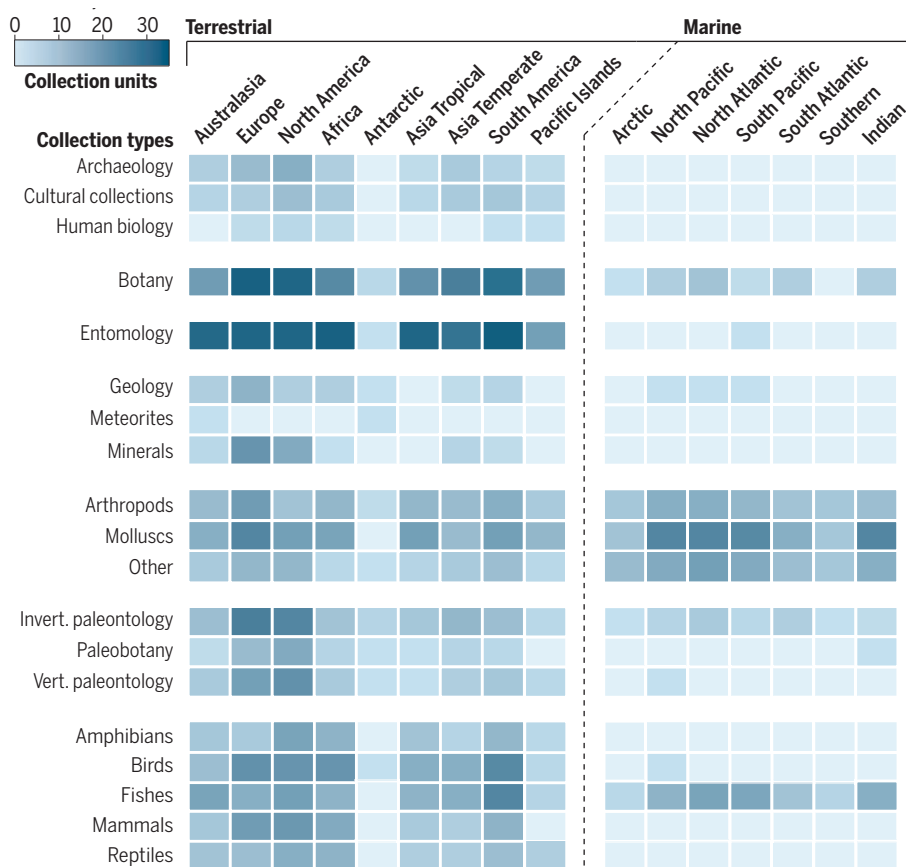 0 10 20 30
Collection units
Terrestrial
Marine
Australasia
Europe
North America
Africa
Antarctic
Asia Tropical
Asia Temperate
South America
Pacific Islands
Arctic
North Pacific
North Atlantic
South Pacific
South Atlantic
Southern
Indian
Collection types
Archaeology
Cultural collections
Human biology
Botany
Entomology
Geology
Meteorites
Minerals
Arthropods
Molluscs
Other
Invert. paleontology
Paleobotany
Vert. paleontology
Amphibians
Birds
Fishes
Mammals
Reptiles